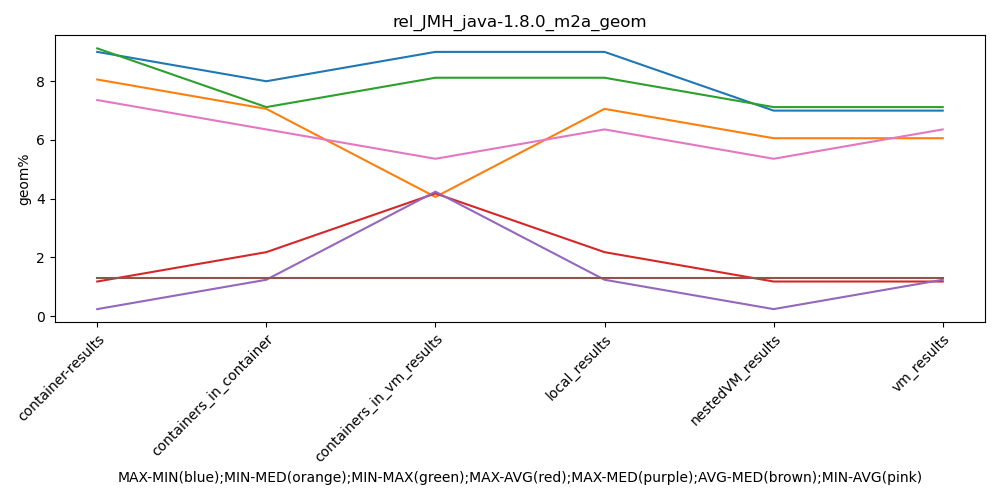 rel_JMH_java-1.8.0_m2a_geom
geom%
8
6
4
2
0
container-results
containers_in_container
containers_in_vm_results
local_results
nestedVM_results
vm_results
MAX-MIN(blue);MIN-MED(orange);MIN-MAX(green);MAX-AVG(red);MAX-MED(purple);AVG-MED(brown);MIN-AVG(pink)